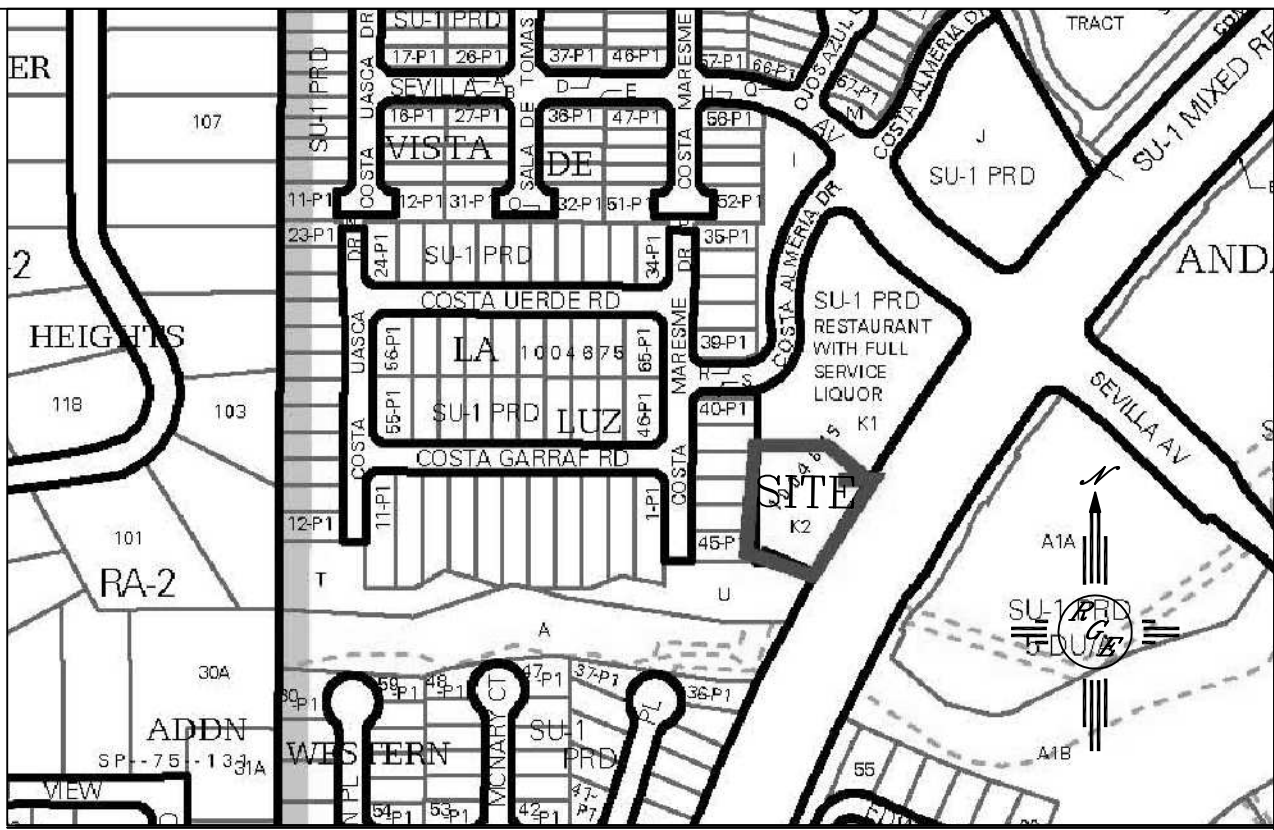 ER
107
SU-1 PRD
17-P1
26-P1
SEVILLA
A
B
16-P1
27-P1
VISTA
COSTA UASCA DR
11-P1
12-P1
31-P1
SU-1 PRD
SALA DE TOMAS
37-P1
46-P1
D
E
36-P1
47-P1
DE
O
32-P1
51-P1
COSTA MARESME
57-P1
66-P1
H
Q
56-P1
52-P1
I
AV
OJOS AZUL
67-P1
M
COSTA ALMERIA DR
TRACT
J
SU-1 PRD
SU-1 MIXED RE
-2
HEIGHTS
118
103
101
RA-2
23-P1
DR
24-P1
SU-1 PRD
34-P1
DR
35-P1
COSTA UERDE RD
COSTA UASCA
56-P1
LA
1004675
65-P1
55-P1
SU-1 PRD
LUZ
46-P1
COSTA GARRAF RD
COSTA MARESME
39-P1
R
S
40-P1
COSTA ALMERIA DR
SU-1 PRD
RESTAURANT
WITH FULL
SERVICE
LIQUOR
K1
SITE
K2
45-P1
12-P1
11-P1
1-P1
T
U
A
ANDA
SEVILLA AV
N
A1A
SU-1 PRD
5 DU/
RGE
A1B
30A
ADDN
SP-75-131
31A
VIEW
WESTERN
59-P1
48-P1
47-P1
37-P1
36-P1
VICNARY CT
SU-1
PRD
PL
N PL
54-P1
53-P1
42-P1
47-P1
55